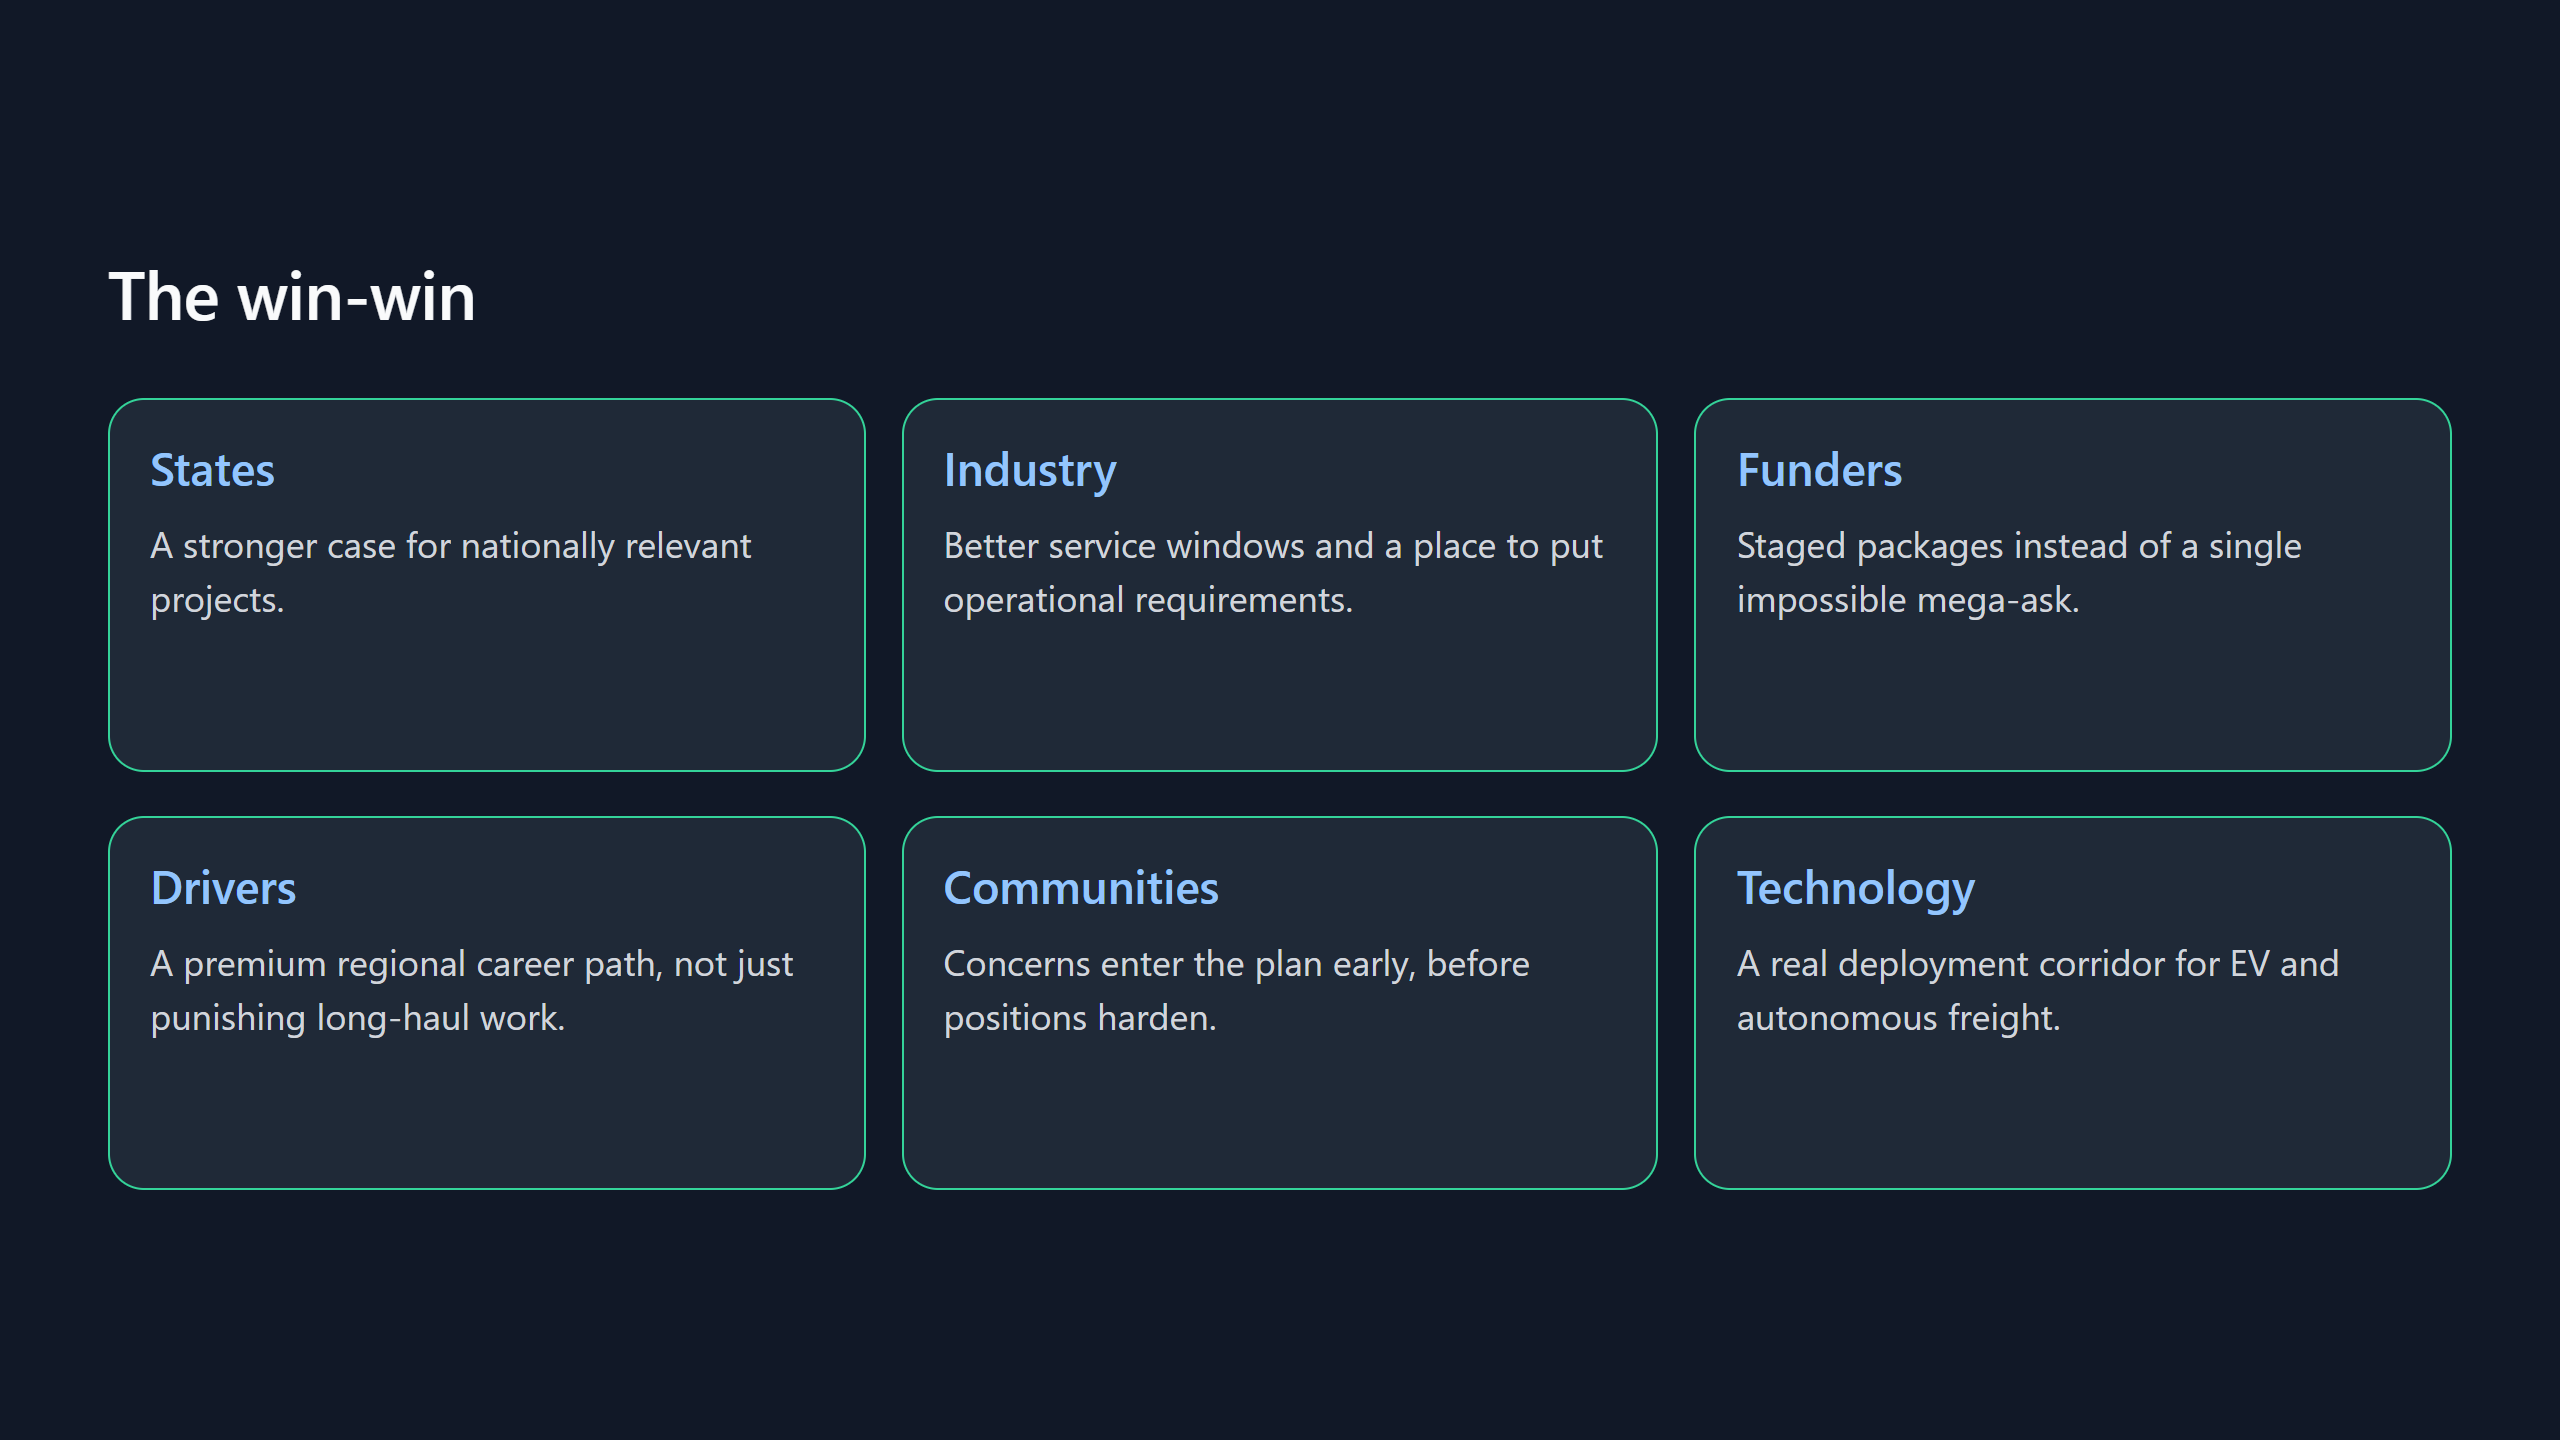 The win-win
States
A stronger case for nationally relevant
projects.
Industry
Better service windows and a place to put
operational requirements.
Funders
Staged packages instead of a single
impossible mega-ask.
Drivers
A premium regional career path, not just
punishing long-haul work.
Communities
Concerns enter the plan early, before
positions harden.
Technology
A real deployment corridor for EV and
autonomous freight.